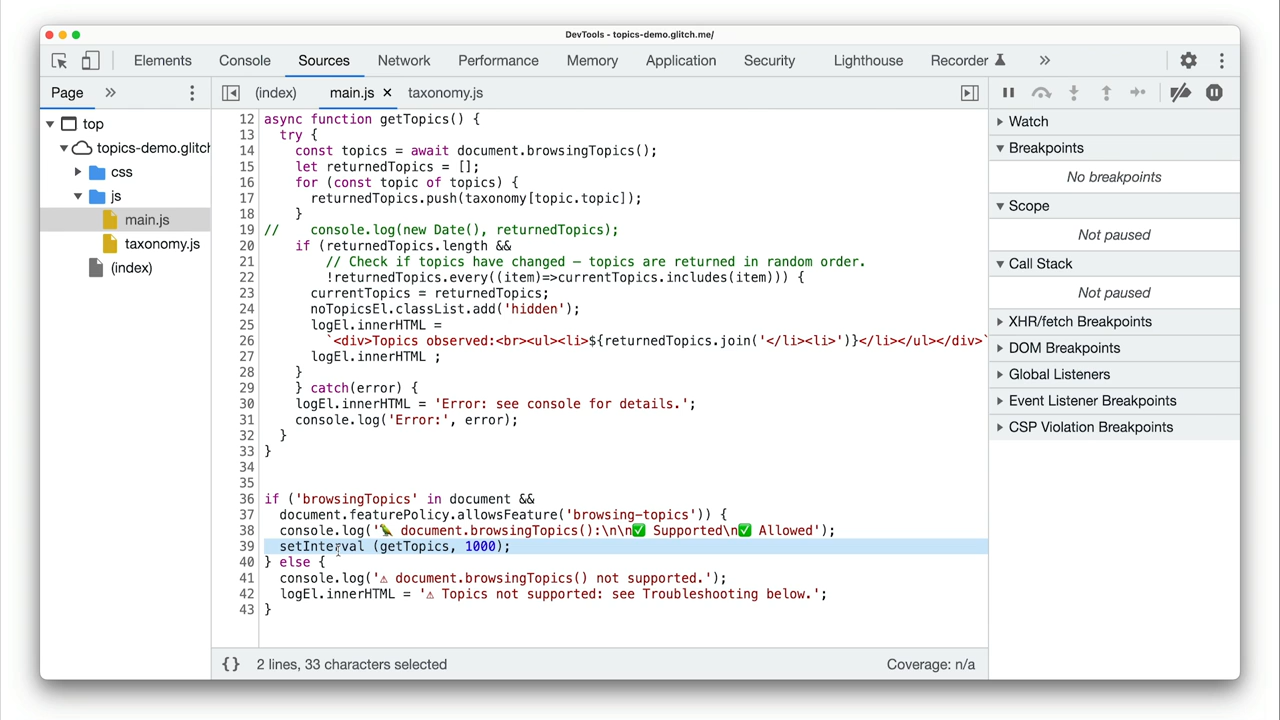 DevTools - topics-demo.glitch.me/
Elements Console Sources Network Performance Memory Application Security Lighthouse Recorder
Page
(index) main.js taxonomy.js
top
topics-demo.glitch
css
js
main.js
taxonomy.js
(index)
12 async function getTopics() {
13 try {
14 const topics = await document.browsingTopics();
15 let returnedTopics = [];
16 for (const topic of topics) {
17 returnedTopics.push(taxonomy[topic.topic]);
18 }
19 // console.log(new Date(), returnedTopics);
20 if (returnedTopics.length &&
21 // Check if topics have changed – topics are returned in random order.
22 !returnedTopics.every((item)=>currentTopics.includes(item))) {
23 currentTopics = returnedTopics;
24 noTopicsEl.classList.add('hidden');
25 logEl.innerHTML =
26 `<div>Topics observed:<br><ul><li>${returnedTopics.join('</li><li>')}</li></ul></div>`
27 logEl.innerHTML ;
28 }
29 } catch(error) {
30 logEl.innerHTML = 'Error: see console for details.';
31 console.log('Error:', error);
32 }
33 }
34
35
36 if ('browsingTopics' in document &&
37 document.featurePolicy.allowsFeature('browsing-topics')) {
38 console.log('🦜 document.browsingTopics():\n\n✅ Supported\n✅ Allowed');
39 setInterval (getTopics, 1000);
40 } else {
41 console.log('⚠ document.browsingTopics() not supported.');
42 logEl.innerHTML = '⚠ Topics not supported: see Troubleshooting below.';
43 }
{ } 2 lines, 33 characters selected
Coverage: n/a
Watch
Breakpoints
No breakpoints
Scope
Not paused
Call Stack
Not paused
XHR/fetch Breakpoints
DOM Breakpoints
Global Listeners
Event Listener Breakpoints
CSP Violation Breakpoints